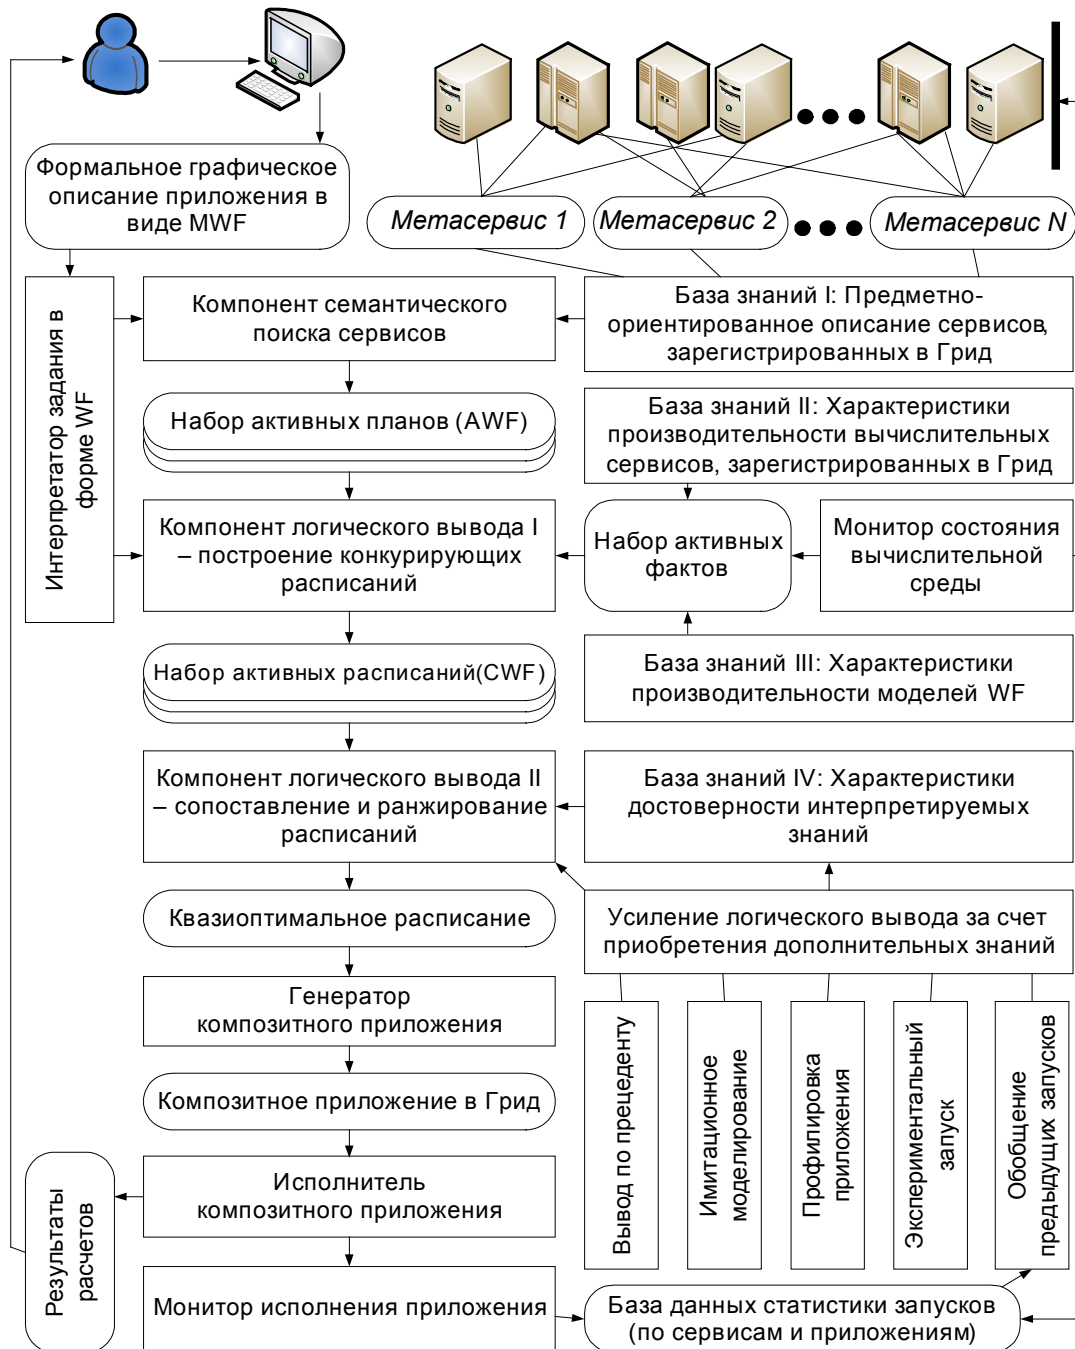 Формальное графическое
описание приложения в
виде MWF
Метасервис 1
Метасервис 2
Метасервис N
Интерпретатор задания в
форме WF
Компонент семантического
поиска сервисов
База знаний I: Предметно-
ориентированное описание сервисов,
зарегистрированных в Грид
Набор активных планов (AWF)
База знаний II: Характеристики
производительности вычислительных
сервисов, зарегистрированных в Грид
Компонент логического вывода I
– построение конкурирующих
расписаний
Набор активных
фактов
Монитор состояния
вычислительной
среды
Набор активных расписаний(CWF)
База знаний III: Характеристики
производительности моделей WF
Компонент логического вывода II
– сопоставление и ранжирование
расписаний
База знаний IV: Характеристики
достоверности интерпретируемых
знаний
Квазиоптимальное расписание
Усиление логического вывода за счет
приобретения дополнительных знаний
Генератор
композитного приложения
Композитное приложение в Грид
Вывод по прецеденту
Имитационное
моделирование
Профилировка
приложения
Экспериментальный
запуск
Обобщение
предыдущих запусков
Исполнитель
композитного приложения
Результаты
расчетов
Монитор исполнения приложения
База данных статистики запусков
(по сервисам и приложениям)